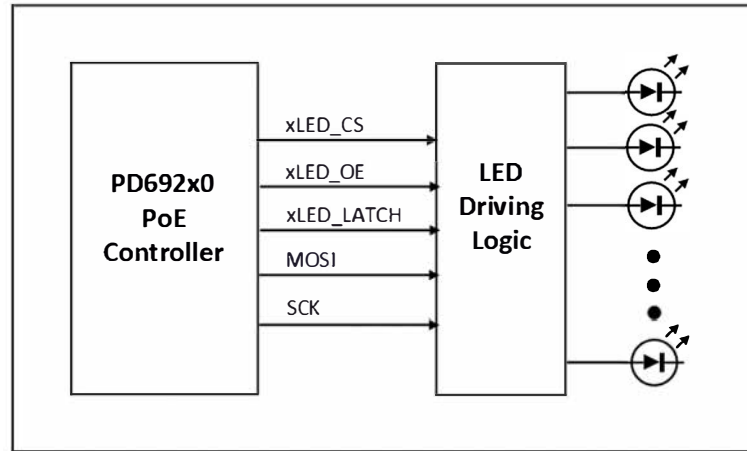 PD692x0
PoE
Controller
xLED_CS
xLED_OE
xLED_LATCH
MOSI
SCK
LED
Driving
Logic